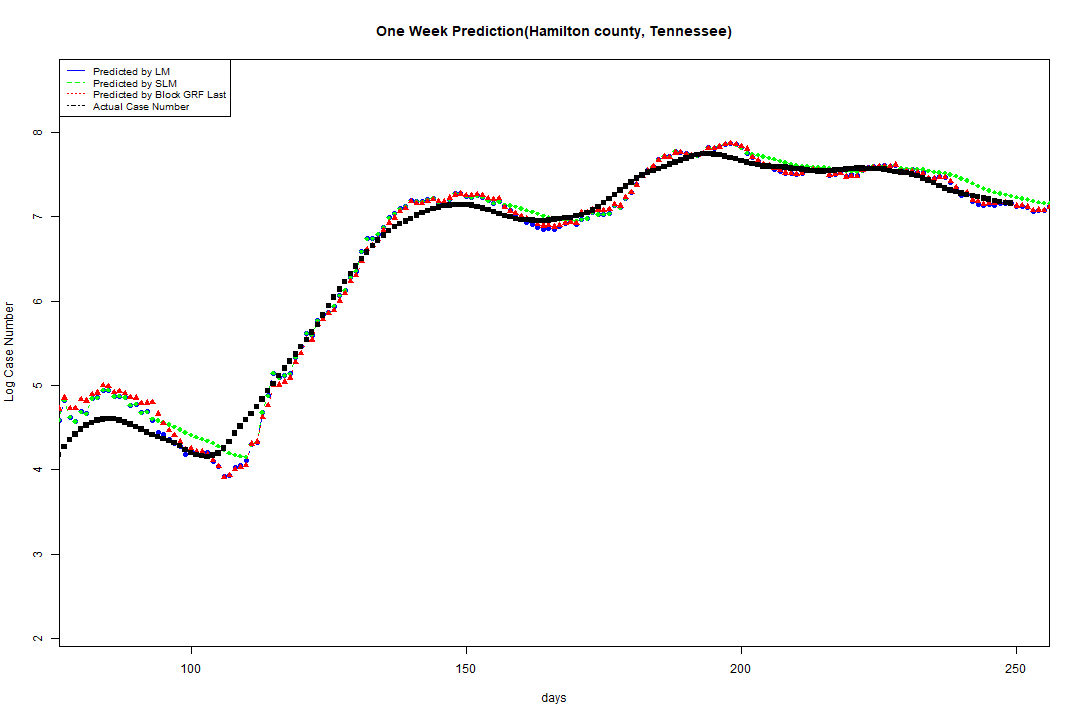 One Week Prediction(Hamilton county, Tennessee)
Predicted by LM
Predicted by SLM
Predicted by Block GRF Last
Actual Case Number
8
7
6
5
4
3
2
Log Case Number
100 150 200 250
days